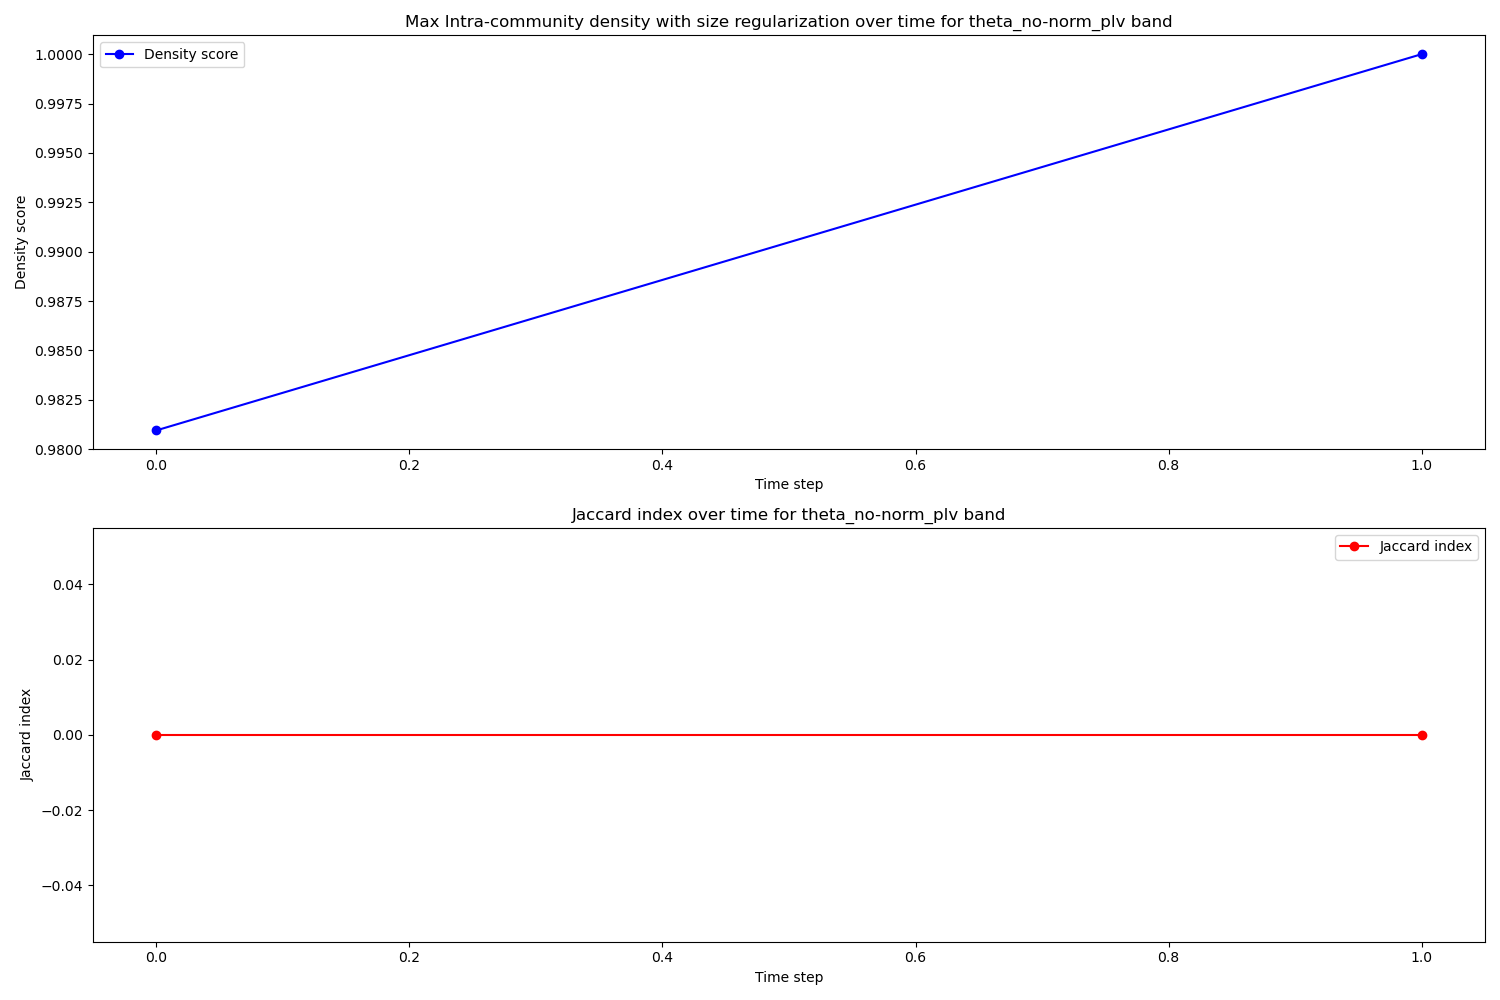 Max Intra-community density with size regularization over time for theta_no-norm_plv band
Density score
1.0000
0.9975
0.9950
0.9925
0.9900
0.9875
0.9850
0.9825
0.9800
Density score
0.0 0.2 0.4 0.6 0.8 1.0
Time step
Jaccard index over time for theta_no-norm_plv band
Jaccard index
0.04
0.02
0.00
−0.02
−0.04
Jaccard index
0.0 0.2 0.4 0.6 0.8 1.0
Time step